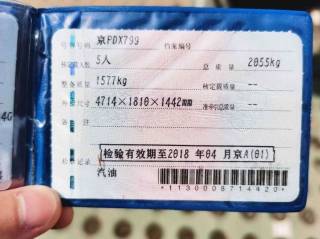 号牌号码 京PDX799 档案编号
核定载人数 5人 总质量 2055kg
整备质量 1577kg 核定载质量 --
外廓尺寸 4714×1810×1442mm 准牵引总质量 --
备注
检验记录 检验有效期至2018年04月京A(01)
汽油
*1130008714420*